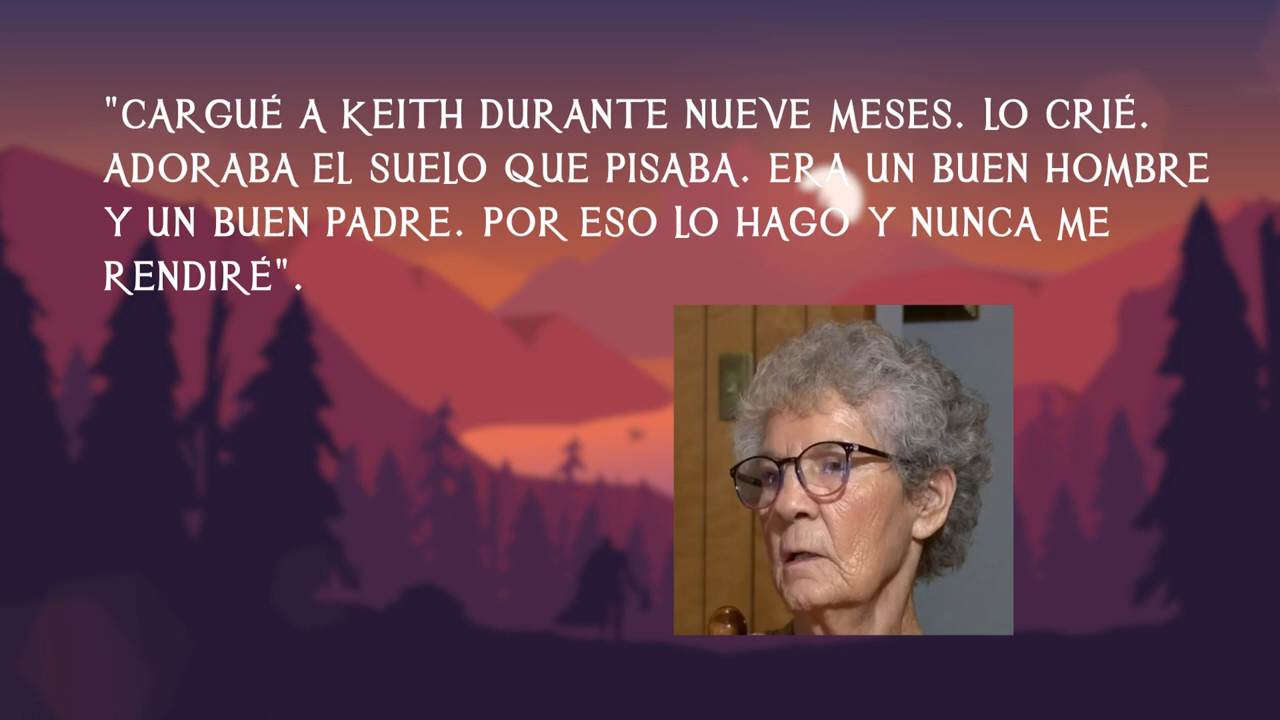 "CARGUÉ A KEITH DURANTE NUEVE MESES. LO CRIÉ.
ADORABA EL SUELO QUE PISABA. ERA UN BUEN HOMBRE
Y UN BUEN PADRE. POR ESO LO HAGO Y NUNCA ME
RENDIRÉ".